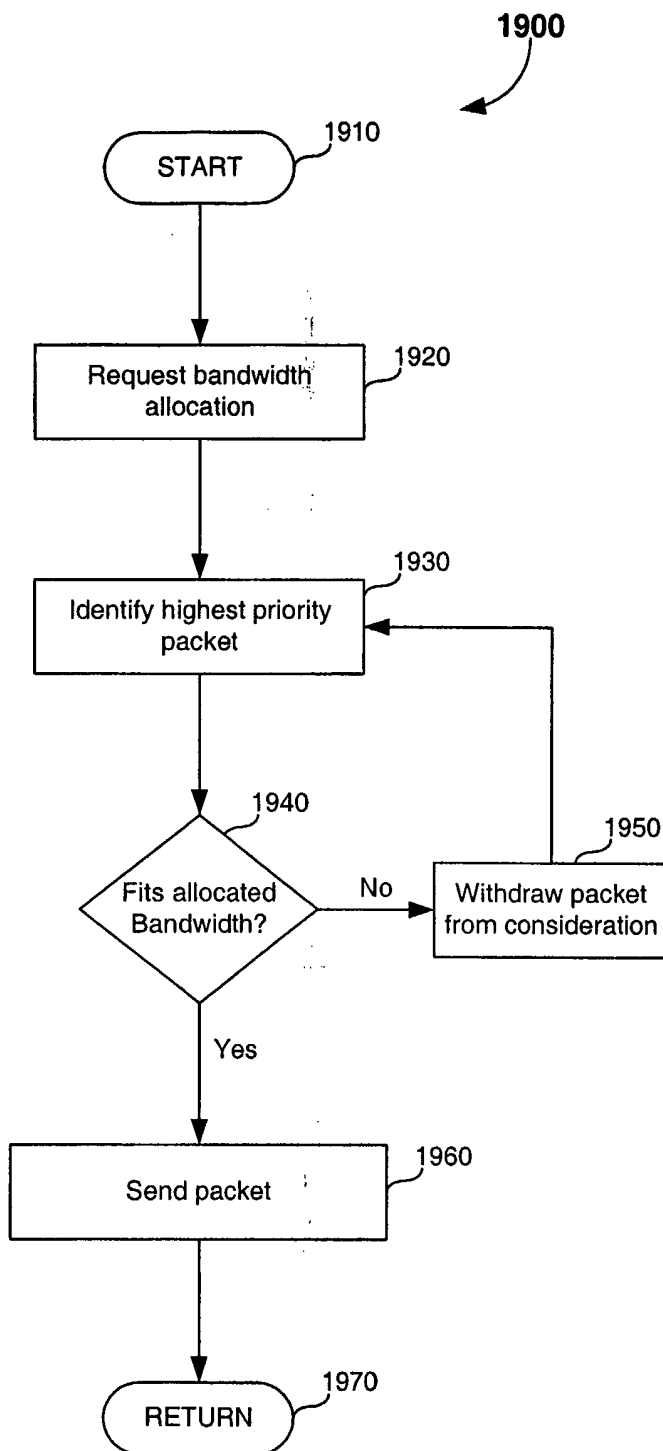 1900
1910
START
1920
Request bandwidth
allocation
1930
Identify highest priority
packet
1940
Fits allocated
Bandwidth?
No
1950
Withdraw packet
from consideration
Yes
1960
Send packet
1970
RETURN